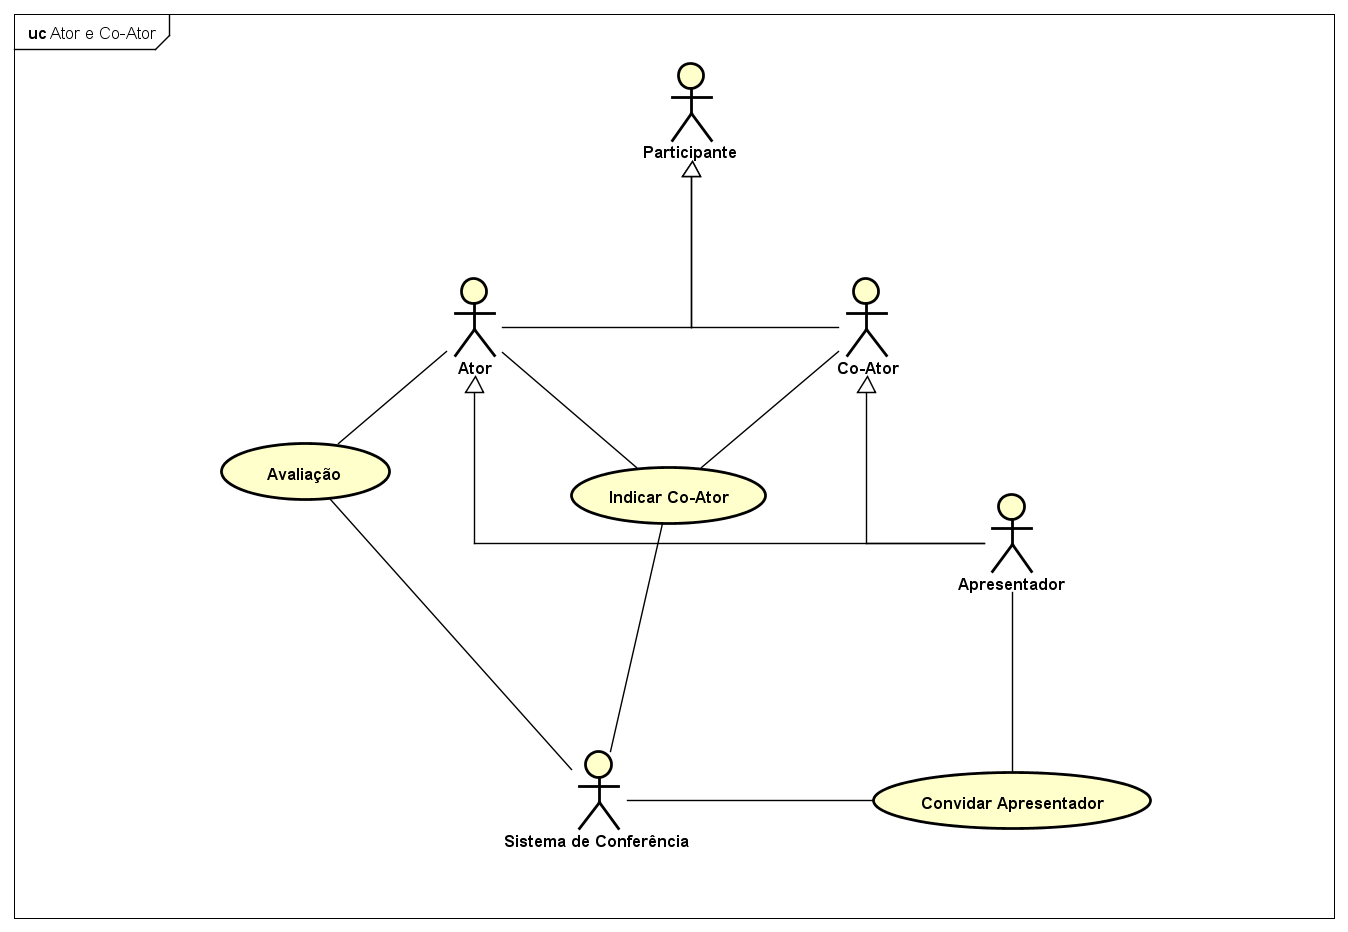 uc Ator e Co-Ator
Participante
Ator
Co-Ator
Avaliação
Indicar Co-Ator
Apresentador
Sistema de Conferência
Convidar Apresentador